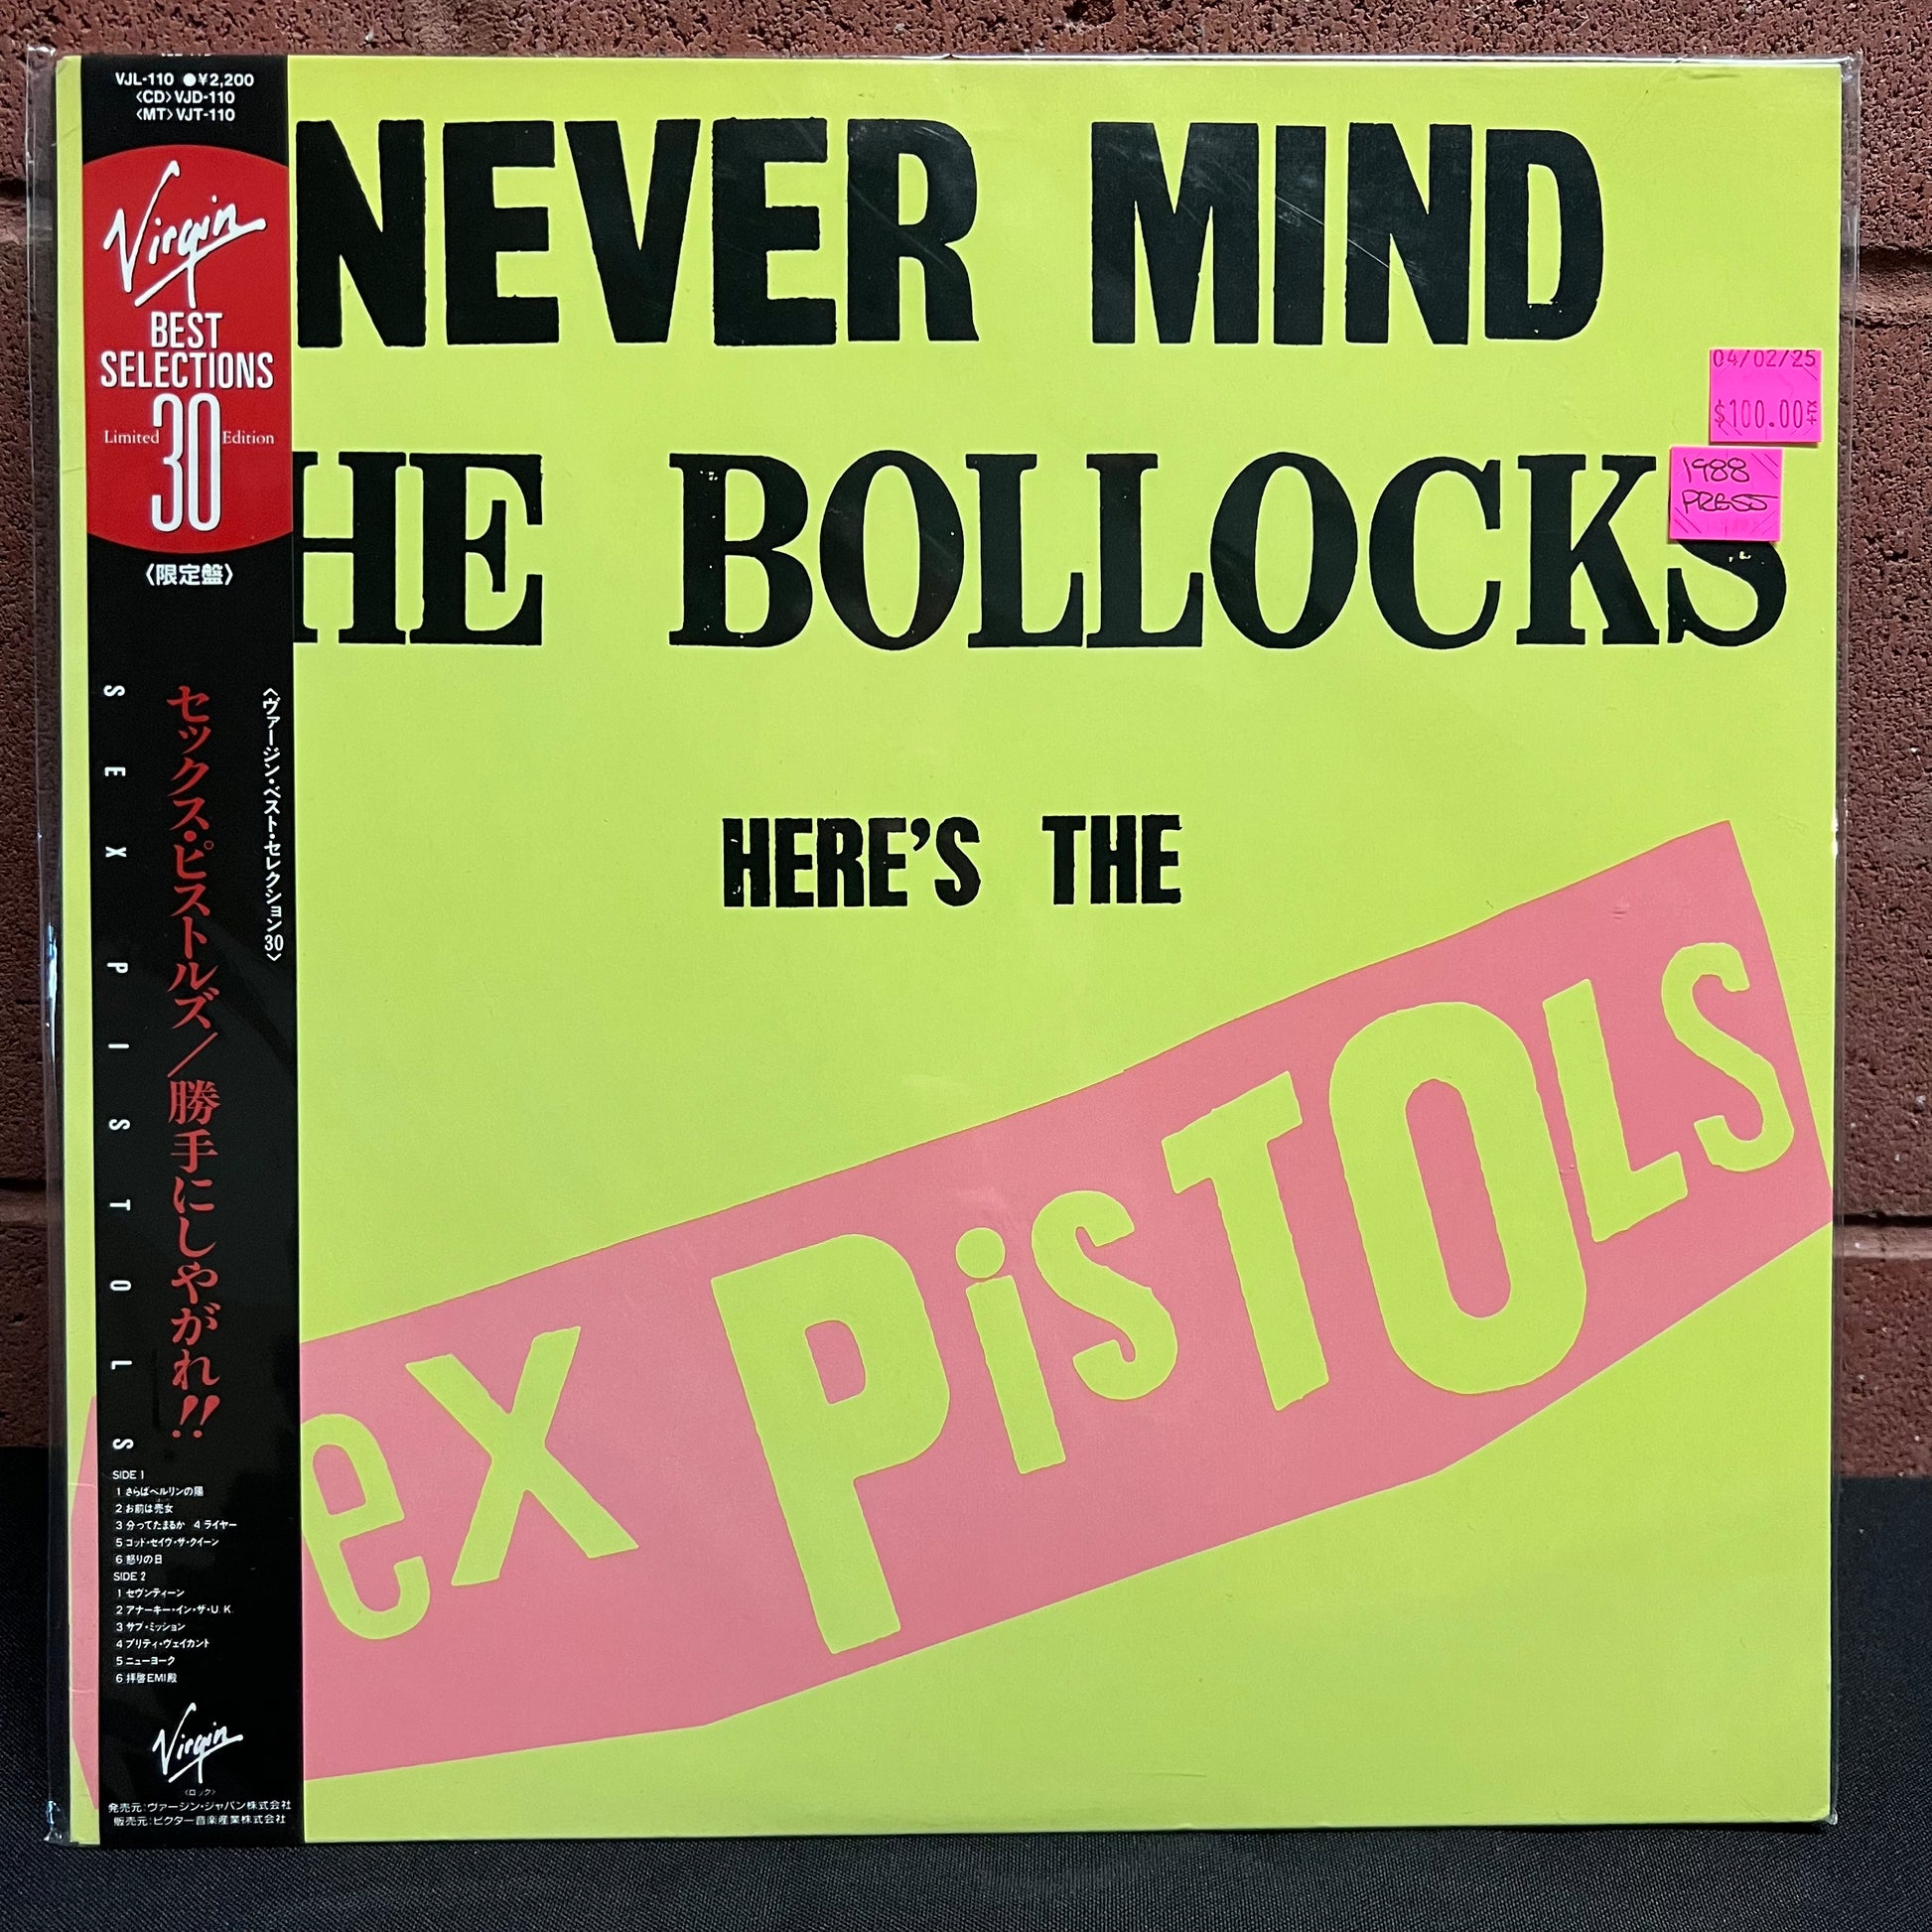 VJL-110 ●¥2,200
〈CD〉VJD-110
〈MT〉VJT-110
Virgin
BEST
SELECTIONS
30
Limited Edition
〈限定盤〉
〈ヴァージン・ベスト・セレクション30〉
セックス・ピストルズ／勝手にしやがれ!!
SEX PISTOLS
SIDE 1
1 さらばベルリンの陽
2 お前は売女
3 分ってたまるか 4 ライヤー
5 ゴッド・セイヴ・ザ・クイーン
6 怒りの日
SIDE 2
1 セヴンティーン
2 アナーキー・イン・ザ・U.K.
3 サブ・ミッション
4 プリティ・ヴェイカント
5 ニューヨーク
6 拝啓EMI殿
Virgin
〈ロック〉
発売元：ヴァージン・ジャパン株式会社
販売元：ビクター音楽産業株式会社
NEVER MIND
HE BOLLOCKS
HERE'S THE
ex PiSTOLS
04/02/25
$100.00+TX
1988
PRESS